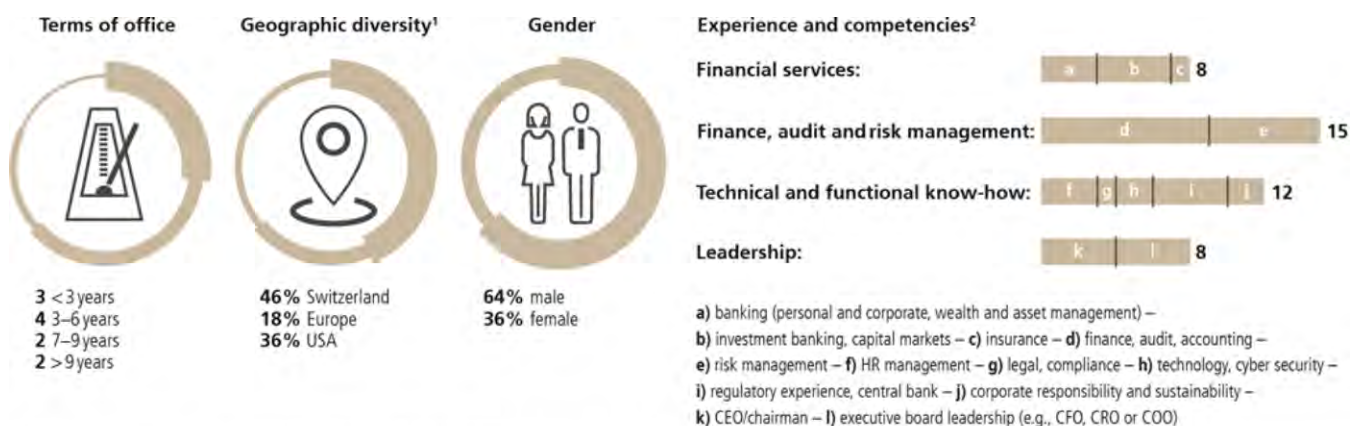 Terms of office
3 < 3 years
4 3–6 years
2 7–9 years
2 > 9 years
Geographic diversity¹
46% Switzerland
18% Europe
36% USA
Gender
64% male
36% female
Experience and competencies²
Financial services:
a b c 8
Finance, audit and risk management:
d e 15
Technical and functional know-how:
f g h i j 12
Leadership:
k l 8
a) banking (personal and corporate, wealth and asset management) –
b) investment banking, capital markets – c) insurance – d) finance, audit, accounting –
e) risk management – f) HR management – g) legal, compliance – h) technology, cyber security –
i) regulatory experience, central bank – j) corporate responsibility and sustainability –
k) CEO/chairman – l) executive board leadership (e.g., CFO, CRO or COO)